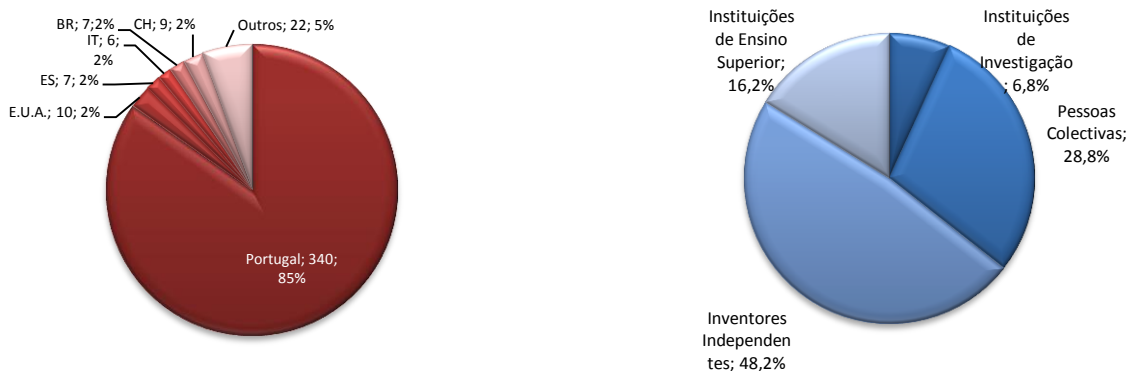 BR; 7;2%
CH; 9; 2%
Outros; 22; 5%
IT; 6;
2%
ES; 7; 2%
E.U.A.; 10; 2%
Portugal; 340;
85%
Instituições
de Ensino
Superior;
16,2%
Instituições
de
Investigação
; 6,8%
Pessoas
Colectivas;
28,8%
Inventores
Independen
tes; 48,2%